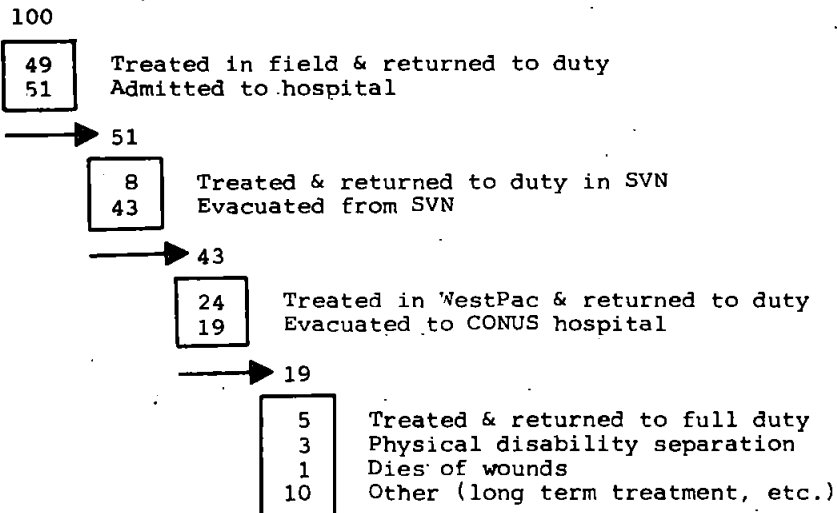 100
49 Treated in field & returned to duty
51 Admitted to hospital
51
8 Treated & returned to duty in SVN
43 Evacuated from SVN
43
24 Treated in WestPac & returned to duty
19 Evacuated to CONUS hospital
19
5 Treated & returned to full duty
3 Physical disability separation
1 Dies of wounds
10 Other (long term treatment, etc.)